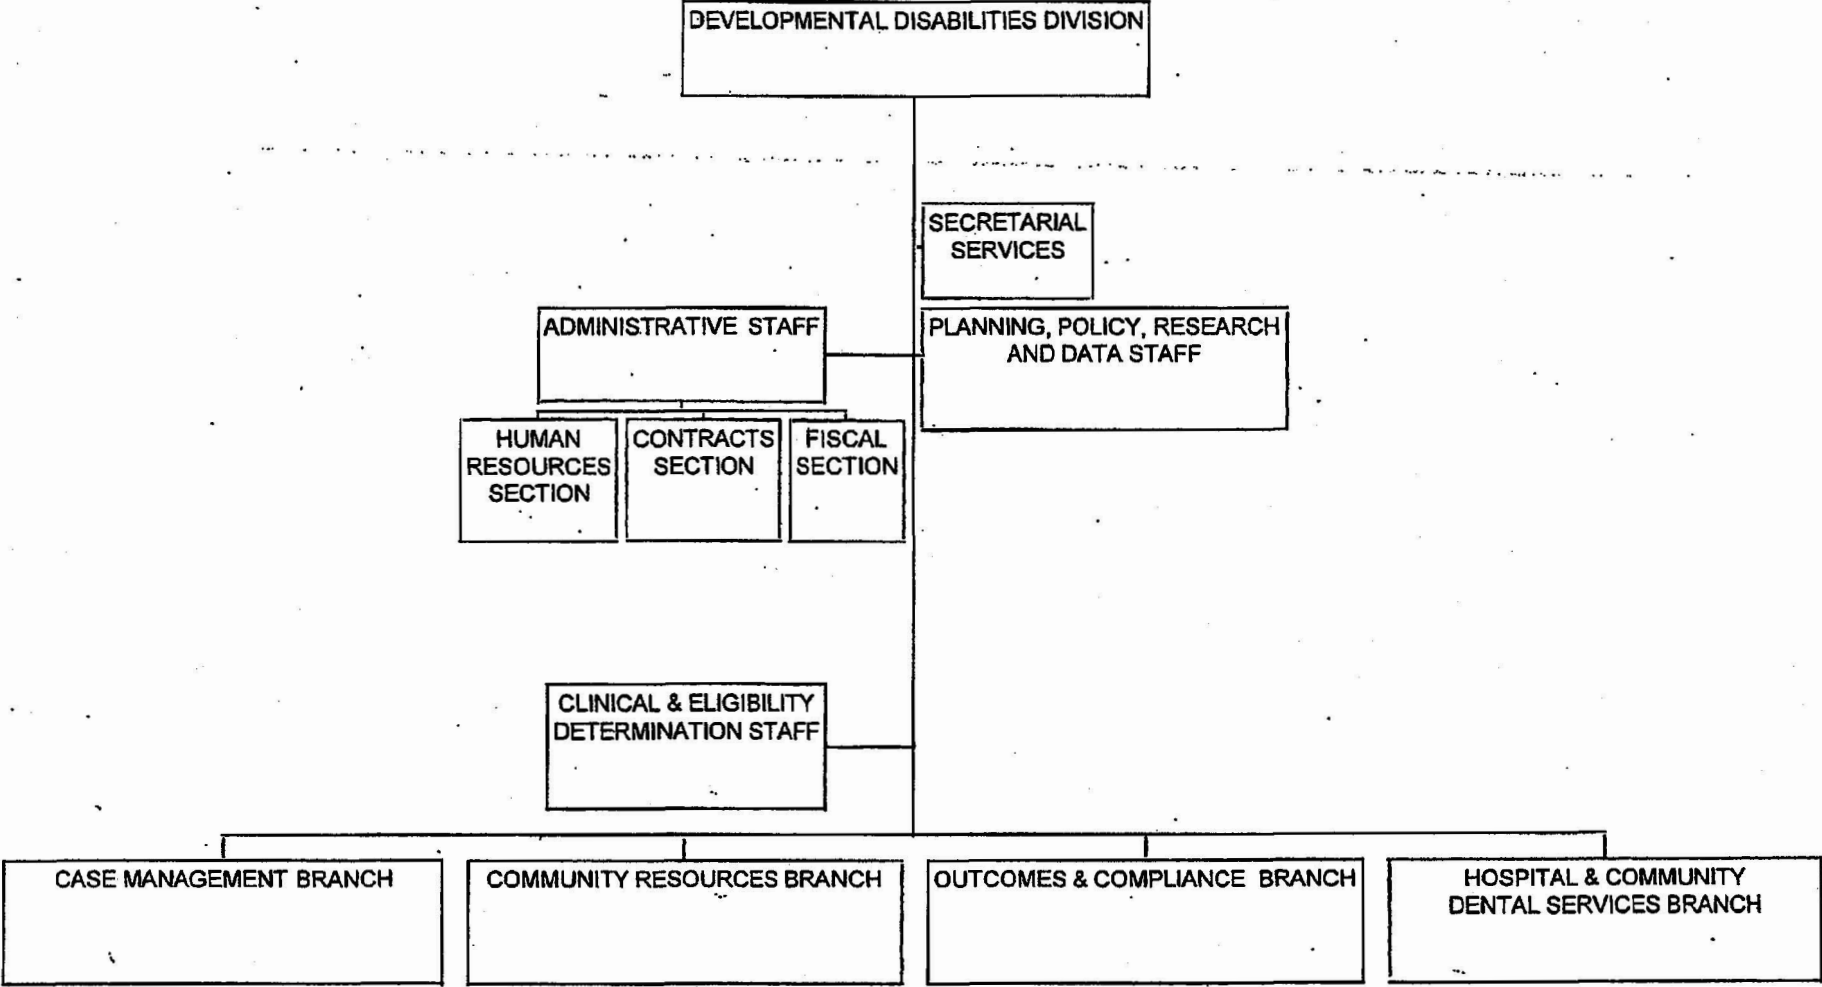 DEVELOPMENTAL DISABILITIES DIVISION
SECRETARIAL
SERVICES
ADMINISTRATIVE STAFF
PLANNING, POLICY, RESEARCH
AND DATA STAFF
HUMAN
RESOURCES
SECTION
CONTRACTS
SECTION
FISCAL
SECTION
CLINICAL & ELIGIBILITY
DETERMINATION STAFF
CASE MANAGEMENT BRANCH
COMMUNITY RESOURCES BRANCH
OUTCOMES & COMPLIANCE BRANCH
HOSPITAL & COMMUNITY
DENTAL SERVICES BRANCH